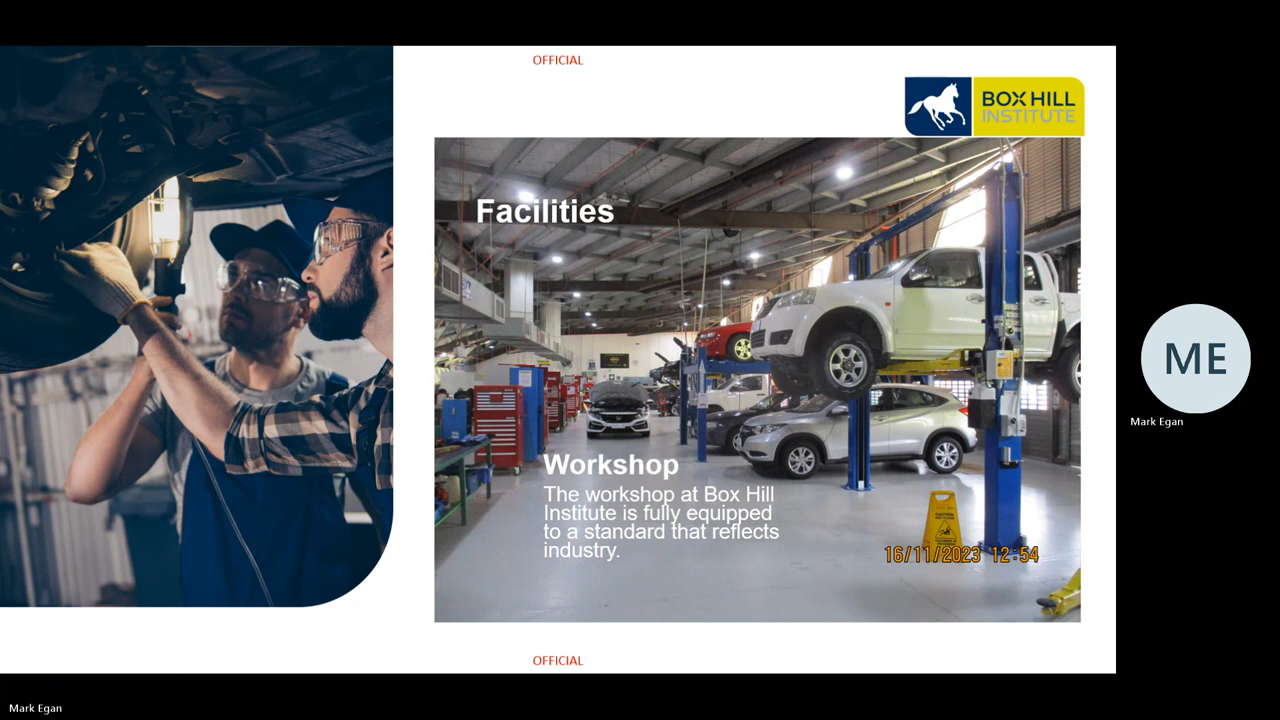 OFFICIAL
BOX HILL
INSTITUTE
Facilities
Workshop
The workshop at Box Hill
Institute is fully equipped
to a standard that reflects
industry.
CAUTION
16/11/2023 12:54
ME
Mark Egan
OFFICIAL
Mark Egan